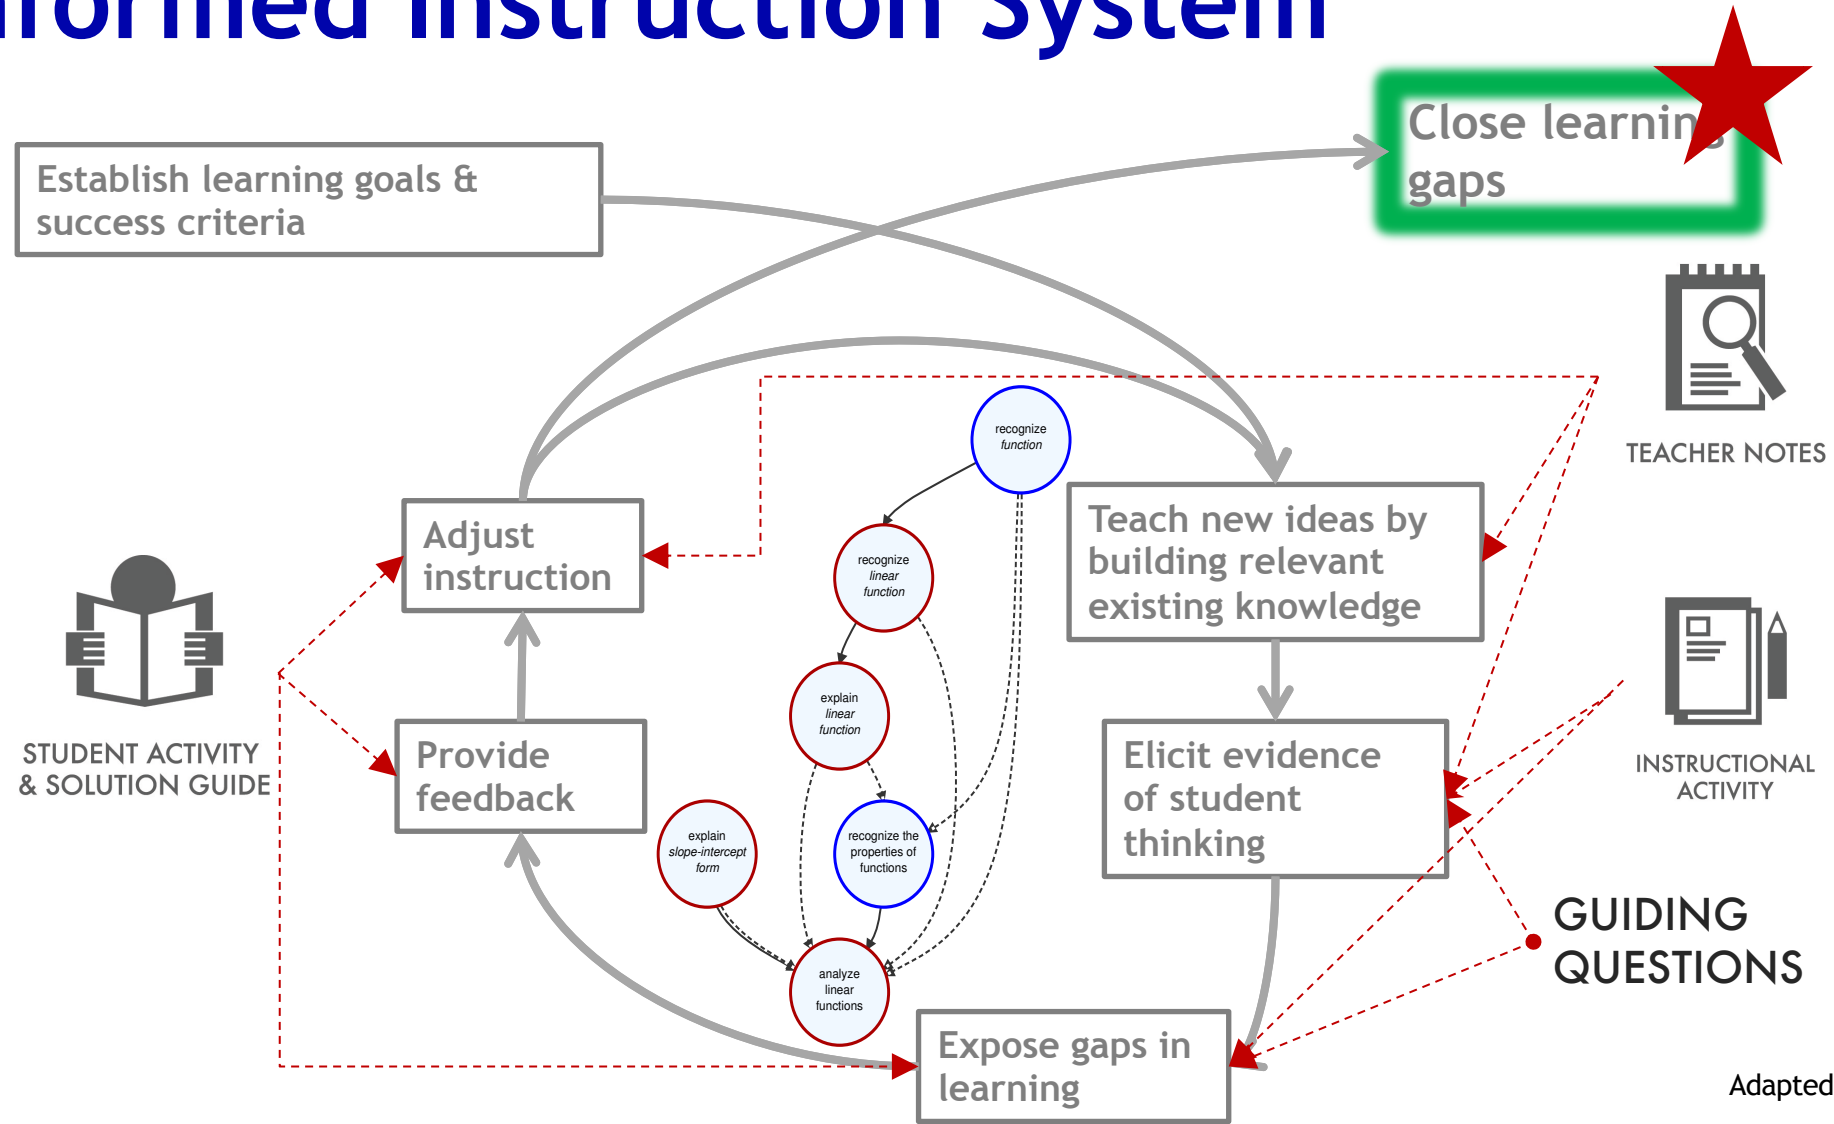 nformed Instruction System
Close learnin
gaps
Establish learning goals &
success criteria
TEACHER NOTES
recognize
function
Adjust
instruction
Teach new ideas by
building relevant
existing knowledge
recognize
linear
function
explain
linear
function
STUDENT ACTIVITY
& SOLUTION GUIDE
Provide
feedback
Elicit evidence
of student
thinking
INSTRUCTIONAL
ACTIVITY
explain
slope-intercept
form
recognize the
properties of
functions
GUIDING
QUESTIONS
analyze
linear
functions
Expose gaps in
learning
Adapted